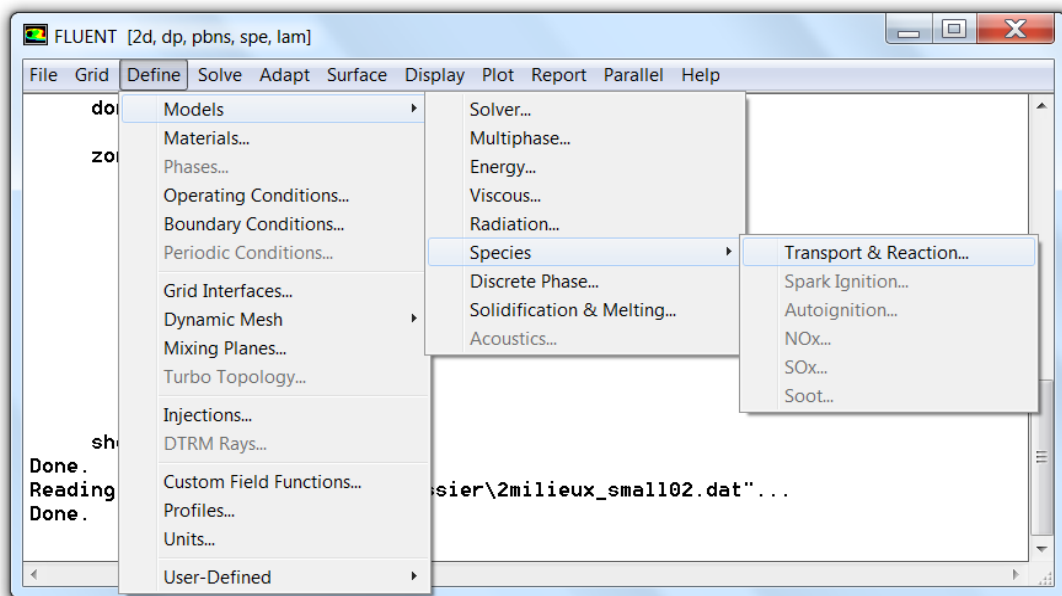 FLUENT [2d, dp, pbns, spe, lam]
File Grid Define Solve Adapt Surface Display Plot Report Parallel Help
Models
Materials...
Phases...
Operating Conditions...
Boundary Conditions...
Periodic Conditions...
Grid Interfaces...
Dynamic Mesh
Mixing Planes...
Turbo Topology...
Injections...
DTRM Rays...
Custom Field Functions...
Profiles...
Units...
User-Defined
Solver...
Multiphase...
Energy...
Viscous...
Radiation...
Species
Discrete Phase...
Solidification & Melting...
Acoustics...
Transport & Reaction...
Spark Ignition...
Autoignition...
NOx...
SOx...
Soot...
Done.
Reading sier\2milieux_small02.dat"...
Done.